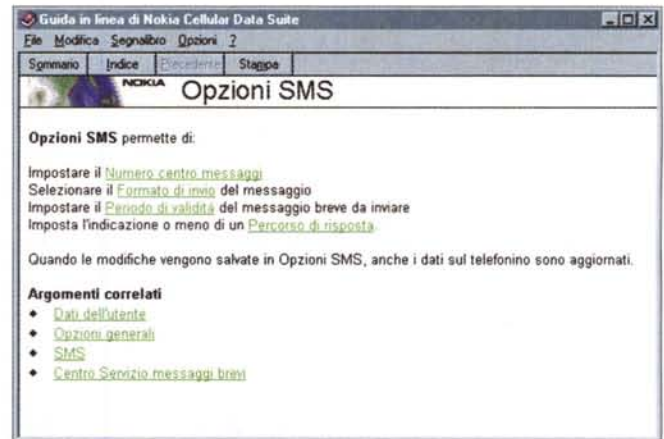 Guida in linea di Nokia Cellular Data Suite
File Modifica Segnalibro Opzioni ?
Sommario Indice Precedente Stampa
NOKIA Opzioni SMS
Opzioni SMS permette di:
Impostare il Numero centro messaggi
Selezionare il Formato di invio del messaggio
Impostare il Periodo di validità del messaggio breve da inviare
Imposta l'indicazione o meno di un Percorso di risposta.
Quando le modifiche vengono salvate in Opzioni SMS, anche i dati sul telefonino sono aggiornati.
Argomenti correlati
◆ Dati dell'utente
◆ Opzioni generali
◆ SMS
◆ Centro Servizio messaggi brevi